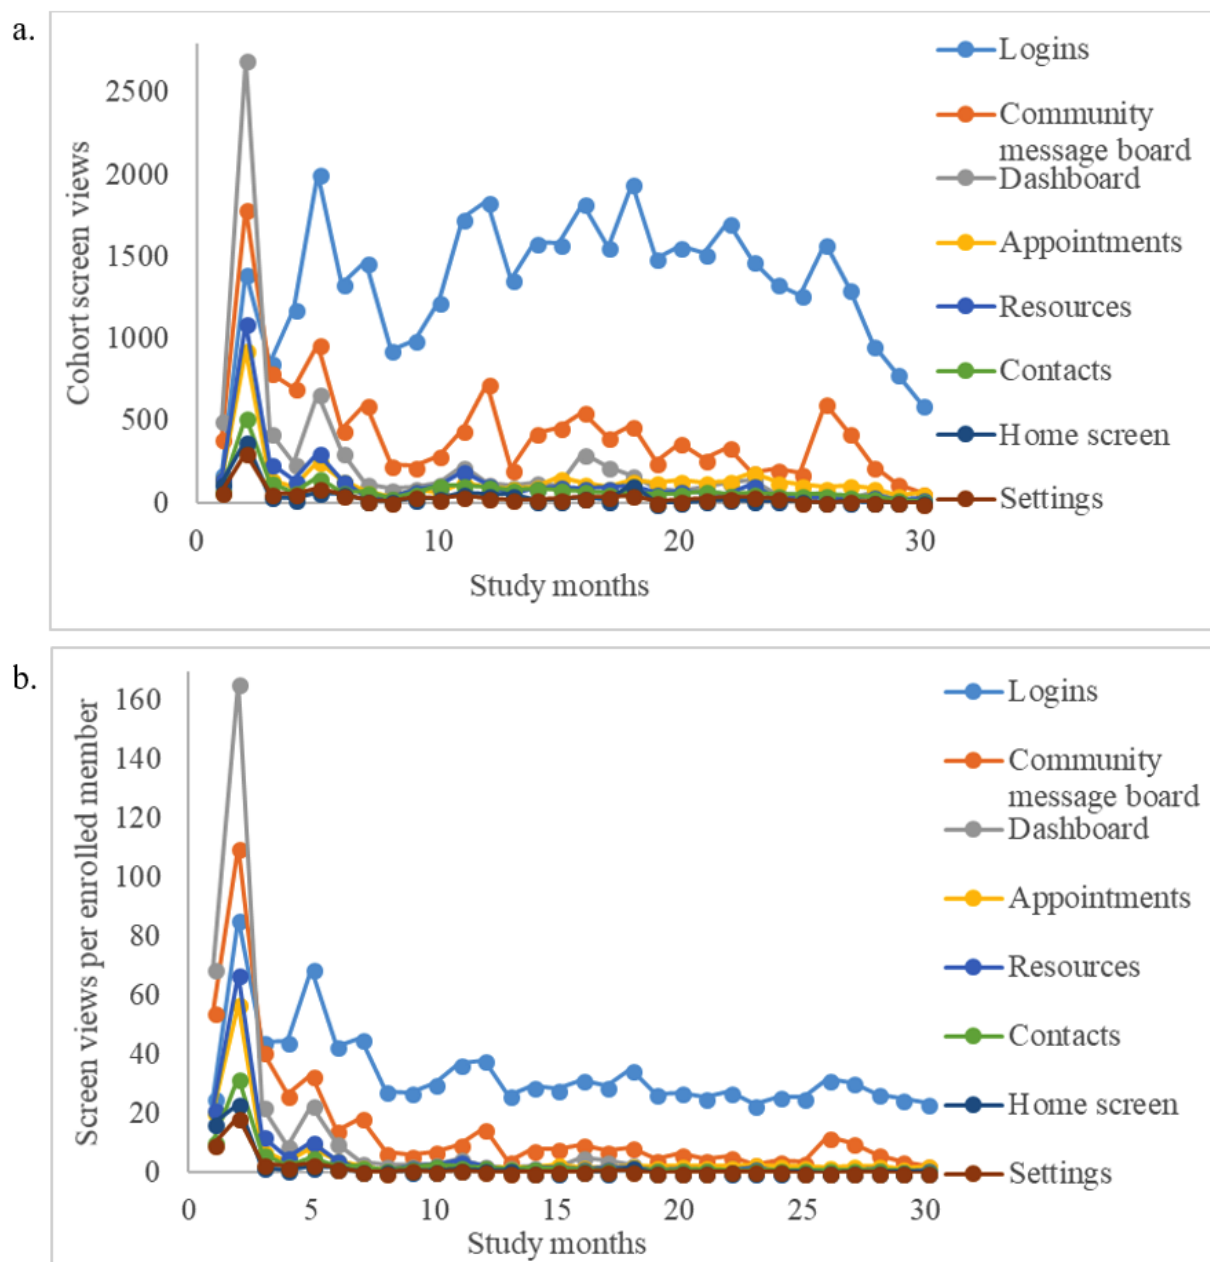 a.
Cohort screen views
2500
2000
1500
1000
500
0
0
10
20
30
Study months
Logins
Community
message board
Dashboard
Appointments
Resources
Contacts
Home screen
Settings
b.
Screen views per enrolled member
160
140
120
100
80
60
40
20
0
0
5
10
15
20
25
30
Study months
Logins
Community
message board
Dashboard
Appointments
Resources
Contacts
Home screen
Settings